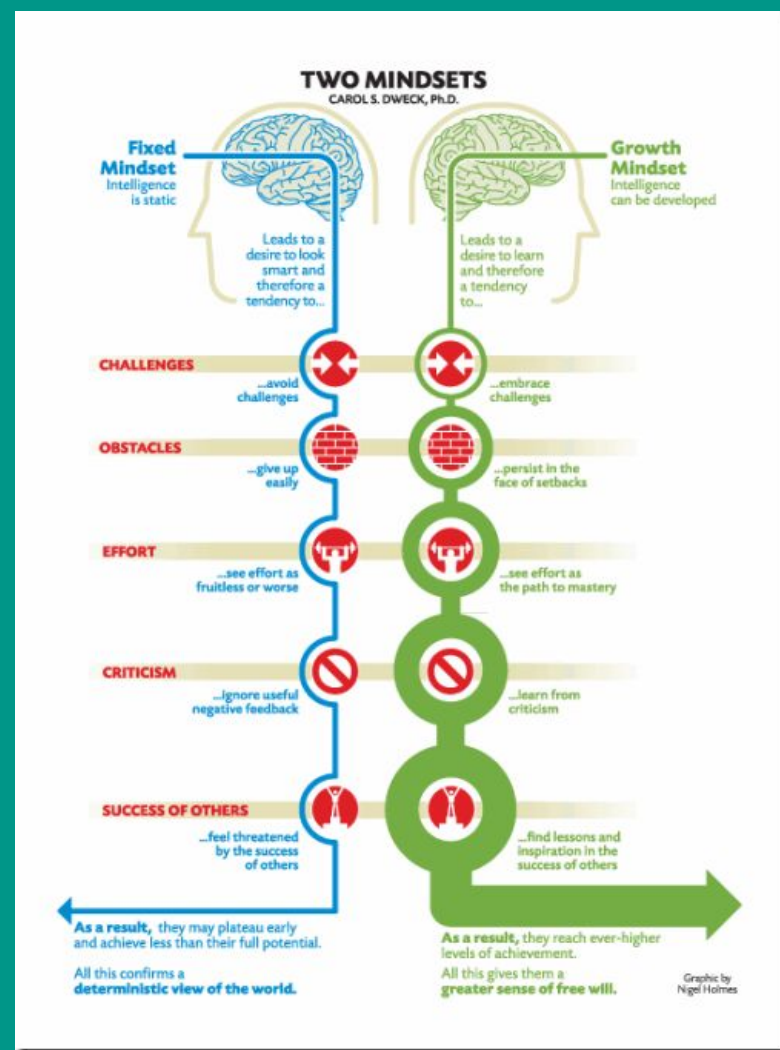 TWO MINDSETS
CAROL S. DWECK, Ph.D.
Fixed
Mindset
Intelligence
is static
Growth
Mindset
Intelligence
can be developed
Leads to a
desire to look
smart and
therefore a
tendency to...
Leads to a
desire to learn
and therefore
a tendency
to...
CHALLENGES
...avoid
challenges
...embrace
challenges
OBSTACLES
...give up
easily
...persist in the
face of setbacks
EFFORT
...see effort as
fruitless or worse
...see effort as
the path to mastery
CRITICISM
...ignore useful
negative feedback
...learn from
criticism
SUCCESS OF OTHERS
...feel threatened
by the success
of others
...find lessons and
inspiration in the
success of others
As a result, they may plateau early
and achieve less than their full potential.
All this confirms a
deterministic view of the world.
As a result, they reach ever-higher
levels of achievement.
All this gives them a
greater sense of free will.
Graphic by
Nigel Holmes